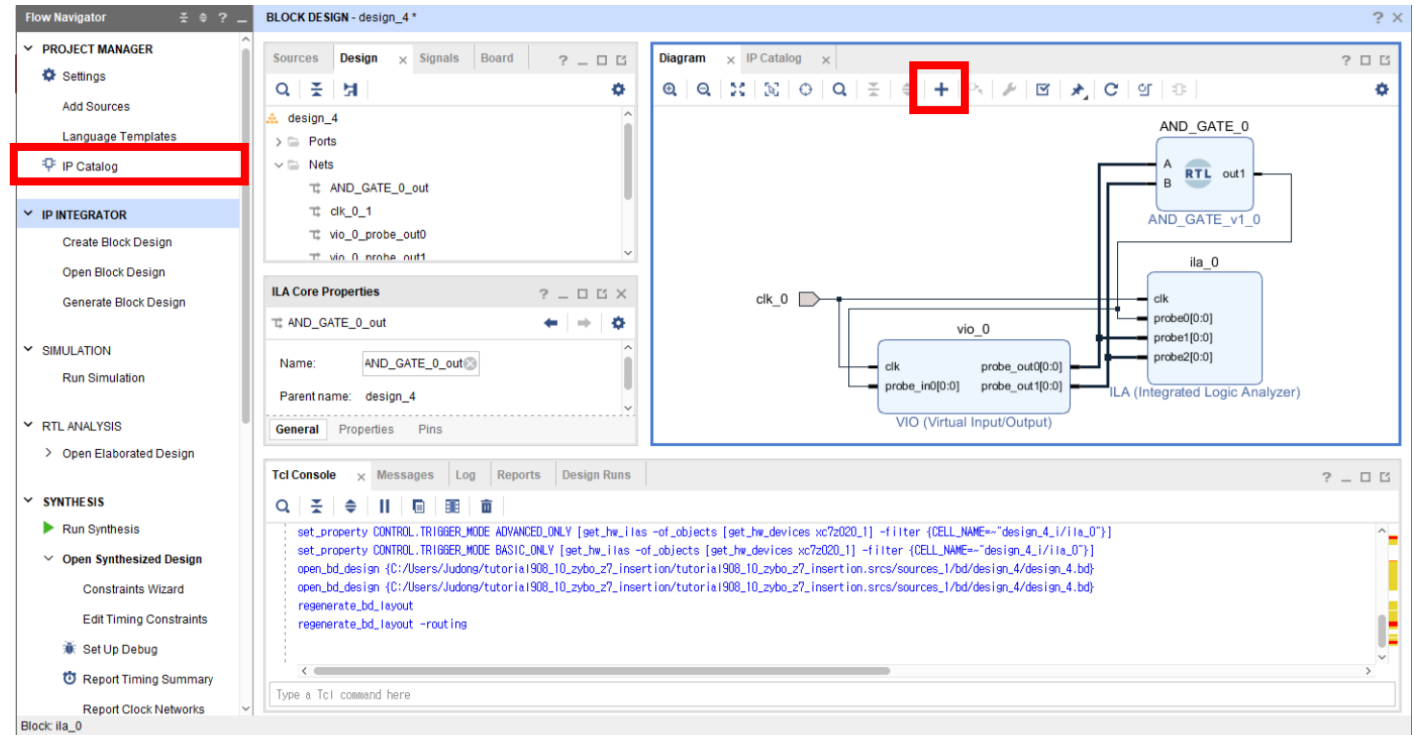 Flow Navigator
PROJECT MANAGER
Settings
Add Sources
Language Templates
IP Catalog
IP INTEGRATOR
Create Block Design
Open Block Design
Generate Block Design
SIMULATION
Run Simulation
RTL ANALYSIS
Open Elaborated Design
SYNTHESIS
Run Synthesis
Open Synthesized Design
Constraints Wizard
Edit Timing Constraints
Set Up Debug
Report Timing Summary
Report Clock Networks
Block: ila_0
BLOCK DESIGN - design_4 *
Sources Design Signals Board
design_4
Ports
Nets
AND_GATE_0_out
clk_0_1
vio_0_probe_out0
vio_0_probe_out1
ILA Core Properties
AND_GATE_0_out
Name: AND_GATE_0_out
Parent name: design_4
General Properties Pins
Diagram IP Catalog
AND_GATE_0
A
B
RTL
out1
AND_GATE_v1_0
ila_0
clk
probe0[0:0]
probe1[0:0]
probe2[0:0]
ILA (Integrated Logic Analyzer)
clk_0
vio_0
clk probe_out0[0:0]
probe_in0[0:0] probe_out1[0:0]
VIO (Virtual Input/Output)
Tcl Console Messages Log Reports Design Runs
set_property CONTROL.TRIGGER_MODE ADVANCED_ONLY [get_hw_ilas -of_objects [get_hw_devices xc7z020_1] -filter {CELL_NAME=~"design_4_i/ila_0"}]
set_property CONTROL.TRIGGER_MODE BASIC_ONLY [get_hw_ilas -of_objects [get_hw_devices xc7z020_1] -filter {CELL_NAME=~"design_4_i/ila_0"}]
open_bd_design {C:/Users/Judong/tutorial908_10_zybo_z7_insertion/tutorial908_10_zybo_z7_insertion.srcs/sources_1/bd/design_4/design_4.bd}
open_bd_design {C:/Users/Judong/tutorial908_10_zybo_z7_insertion/tutorial908_10_zybo_z7_insertion.srcs/sources_1/bd/design_4/design_4.bd}
regenerate_bd_layout
regenerate_bd_layout -routing
Type a Tcl command here